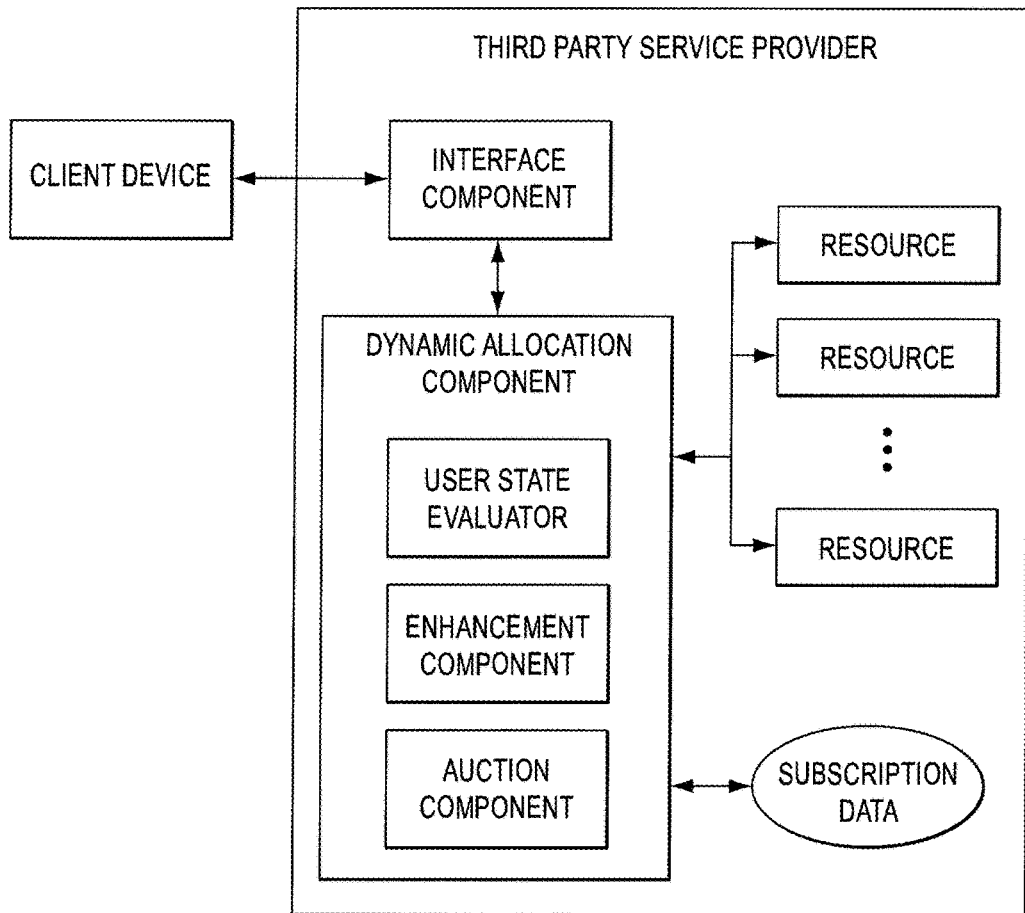 THIRD PARTY SERVICE PROVIDER
CLIENT DEVICE
INTERFACE
COMPONENT
RESOURCE
DYNAMIC ALLOCATION
COMPONENT
RESOURCE
USER STATE
EVALUATOR
RESOURCE
ENHANCEMENT
COMPONENT
AUCTION
COMPONENT
SUBSCRIPTION
DATA